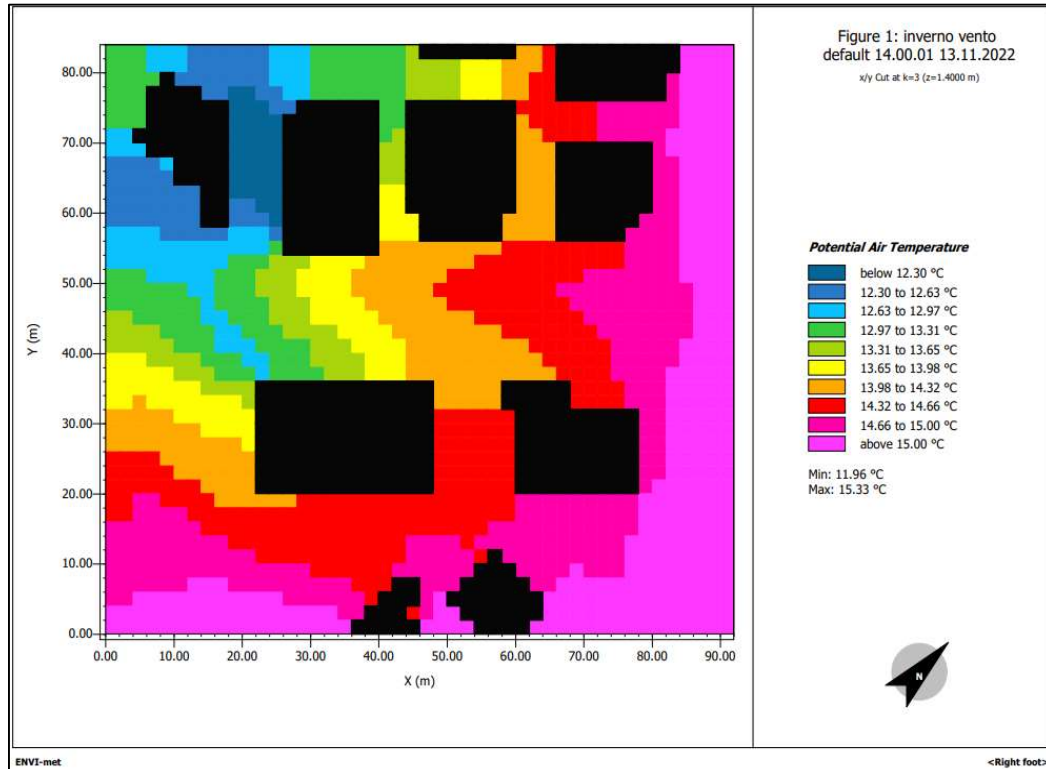 Figure 1: inverno vento
default 14.00.01 13.11.2022
x/y Cut at k=3 (z=1.4000 m)
80.00
70.00
60.00
50.00
40.00
30.00
20.00
10.00
0.00
Y (m)
0.00 10.00 20.00 30.00 40.00 50.00 60.00 70.00 80.00 90.00
X (m)
Potential Air Temperature
below 12.30 °C
12.30 to 12.63 °C
12.63 to 12.97 °C
12.97 to 13.31 °C
13.31 to 13.65 °C
13.65 to 13.98 °C
13.98 to 14.32 °C
14.32 to 14.66 °C
14.66 to 15.00 °C
above 15.00 °C
Min: 11.96 °C
Max: 15.33 °C
N
ENVI-met
<Right foot>